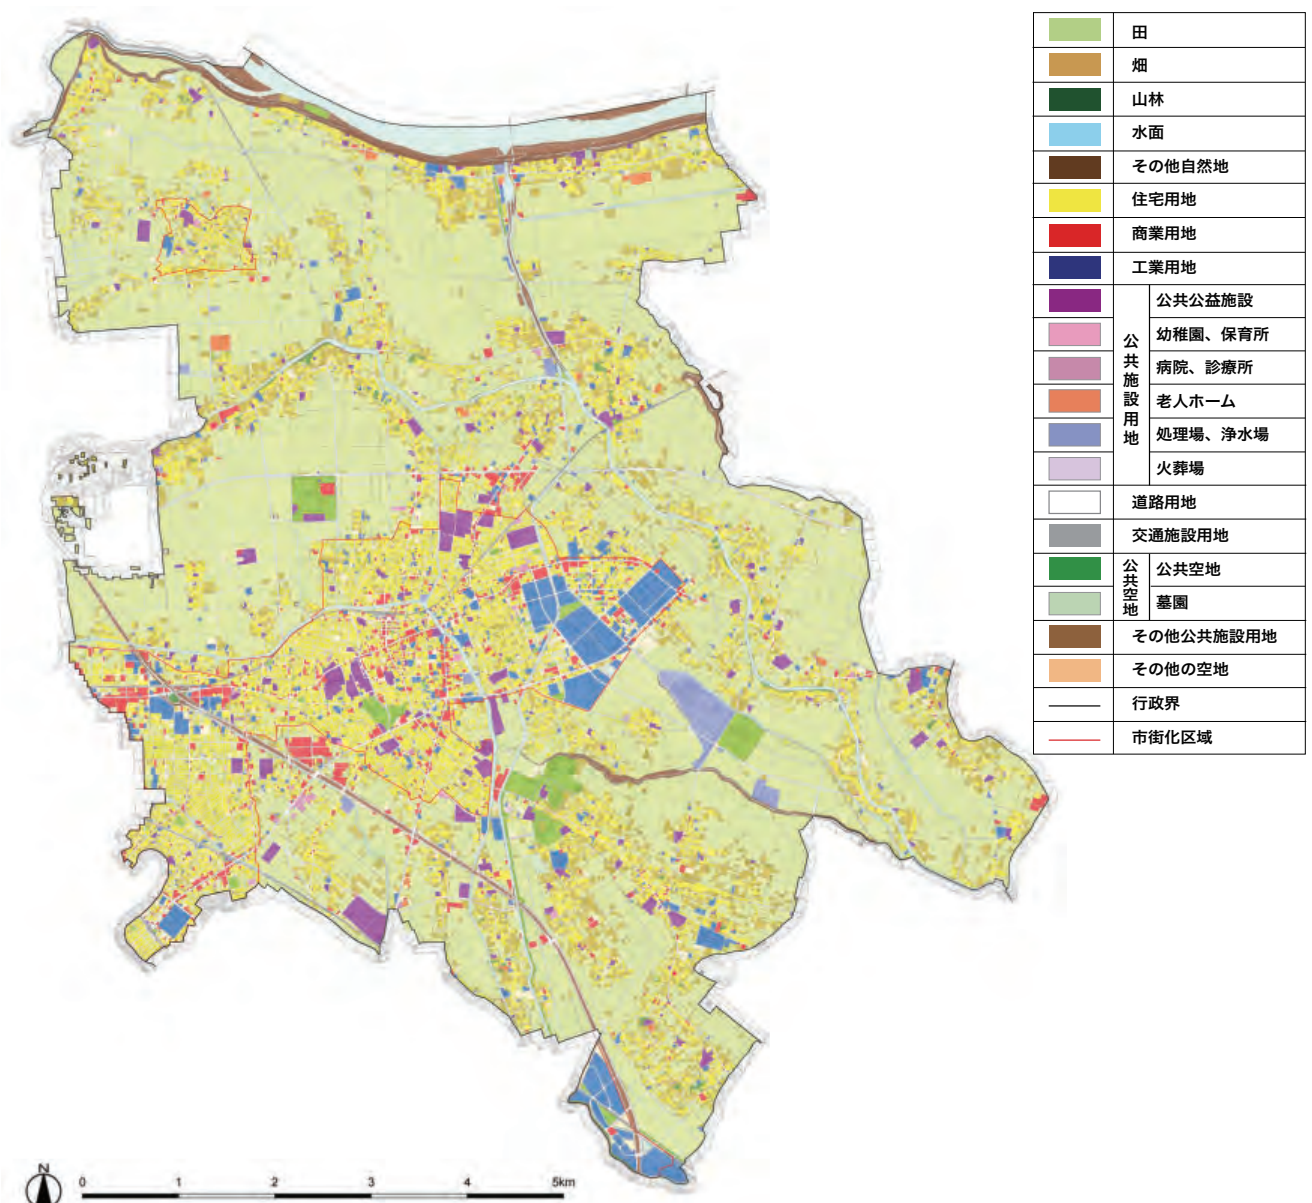 田
畑
山林
水面
その他自然地
住宅用地
商業用地
工業用地
公共施設用地
公共公益施設
幼稚園、保育所
病院、診療所
老人ホーム
処理場、浄水場
火葬場
道路用地
交通施設用地
公共空地
公共空地
墓園
その他公共施設用地
その他の空地
行政界
市街化区域
N
0 1 2 3 4 5km